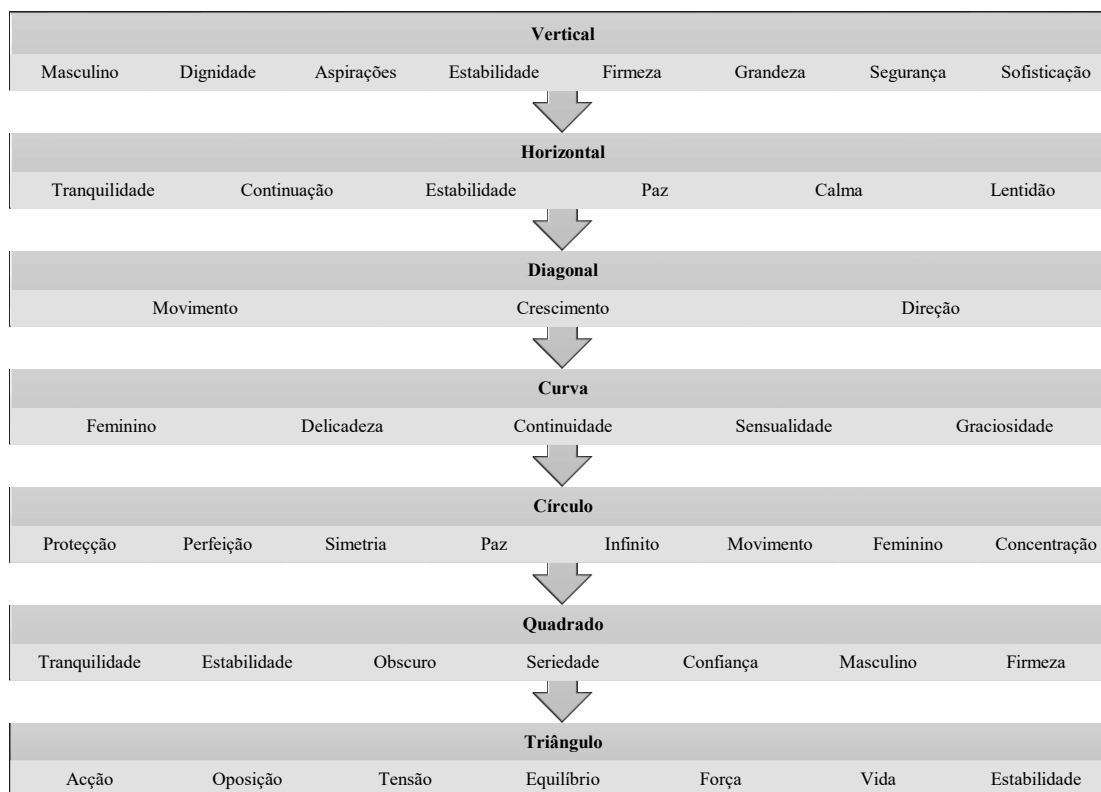 Vertical
Masculino Dignidade Aspirações Estabilidade Firmeza Grandeza Segurança Sofisticação
Horizontal
Tranquilidade Continuação Estabilidade Paz Calma Lentidão
Diagonal
Movimento Crescimento Direção
Curva
Feminino Delicadeza Continuidade Sensualidade Graciosidade
Círculo
Proteçção Perfeição Simetria Paz Infinito Movimento Feminino Concentração
Quadrado
Tranquilidade Estabilidade Obscuro Seriedade Confiança Masculino Firmeza
Triângulo
Acção Oposição Tensão Equilíbrio Força Vida Estabilidade